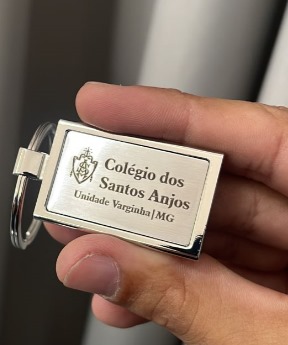 Colégio dos
Santos Anjos
Unidade Varginha|MG